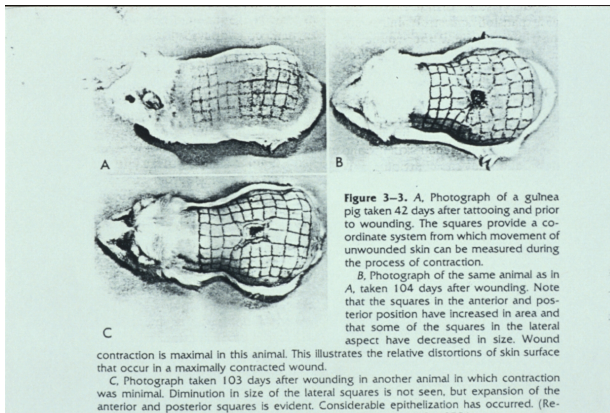 A
B
C
Figure 3–3. A, Photograph of a guinea
pig taken 42 days after tattooing and prior
to wounding. The squares provide a co-
ordinate system from which movement of
unwounded skin can be measured during
the process of contraction.
B, Photograph of the same animal as in
A, taken 104 days after wounding. Note
that the squares in the anterior and pos-
terior position have increased in area and
that some of the squares in the lateral
aspect have decreased in size. Wound
contraction is maximal in this animal. This illustrates the relative distortions of skin surface
that occur in a maximally contracted wound.
C, Photograph taken 103 days after wounding in another animal in which contraction
was minimal. Diminution in size of the lateral squares is not seen, but expansion of the
anterior and posterior squares is evident. Considerable epithelization has occurred. (Re-